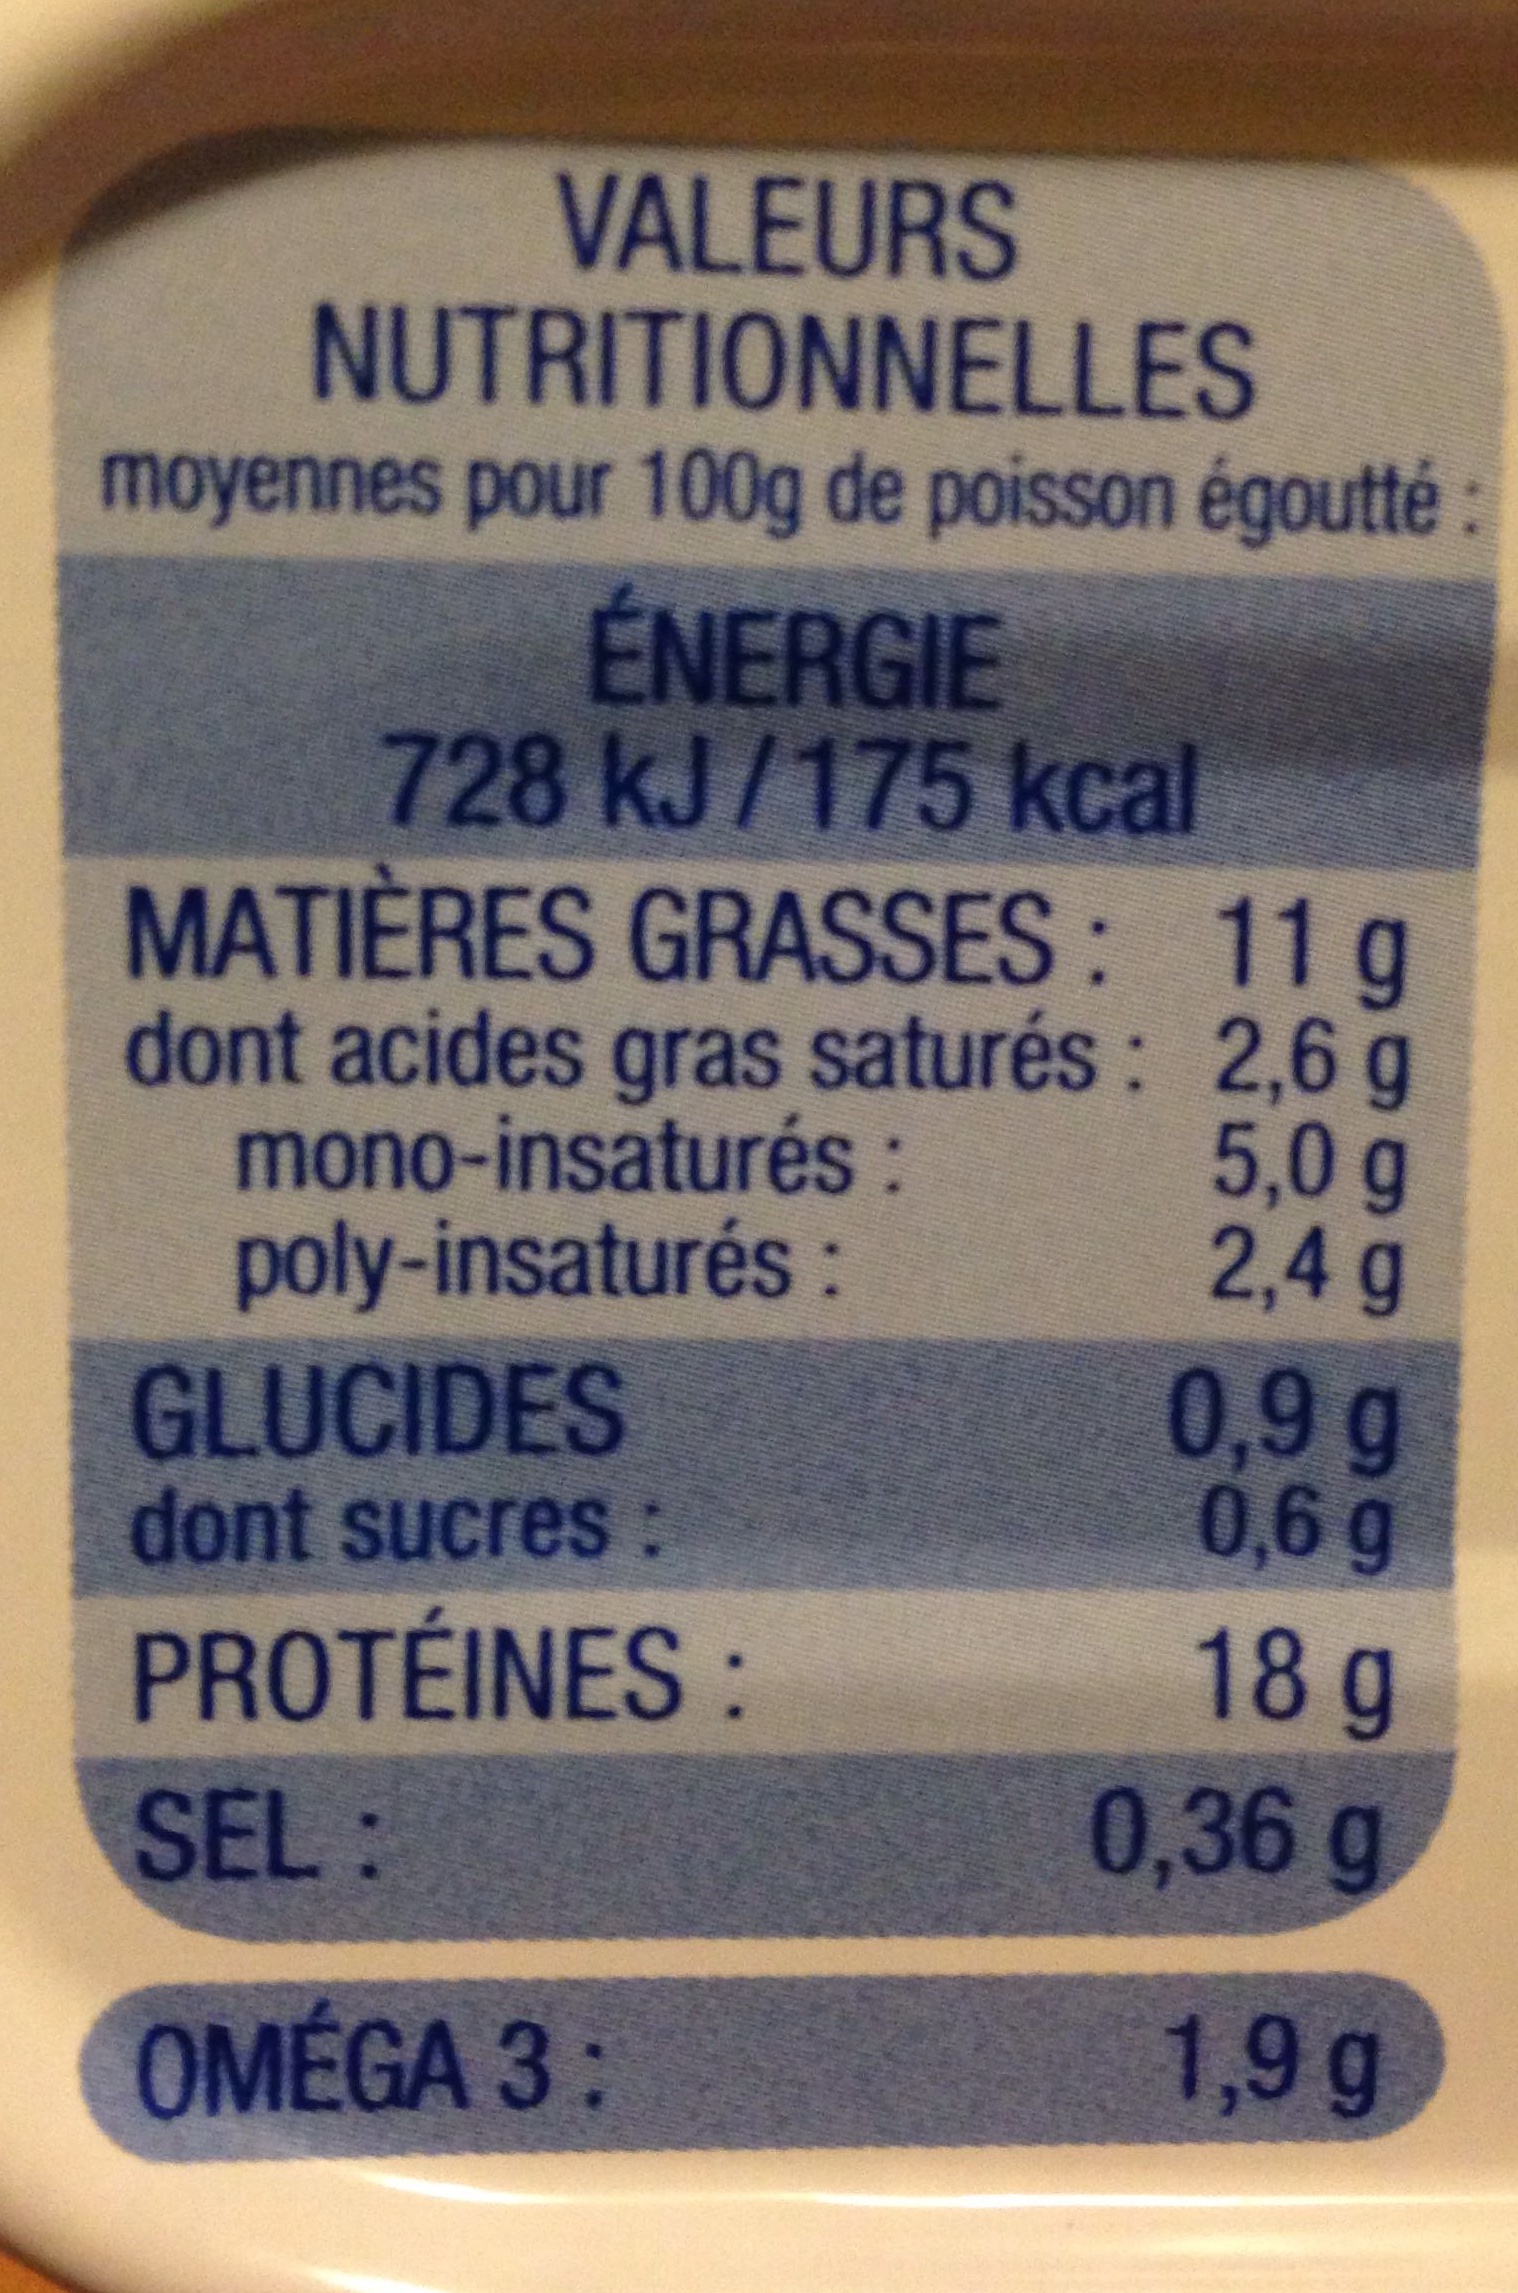 VALEURS
NUTRITIONNELLES
moyennes pour 100g de poisson égoutté :
ÉNERGIE
728 kJ / 175 kcal
MATIÈRES GRASSES : 11 g
dont acides gras saturés : 2,6 g
mono-insaturés : 5,0 g
poly-insaturés : 2,4 g
GLUCIDES 0,9 g
dont sucres : 0,6 g
PROTÉINES : 18 g
SEL : 0,36 g
OMÉGA 3 : 1,9 g